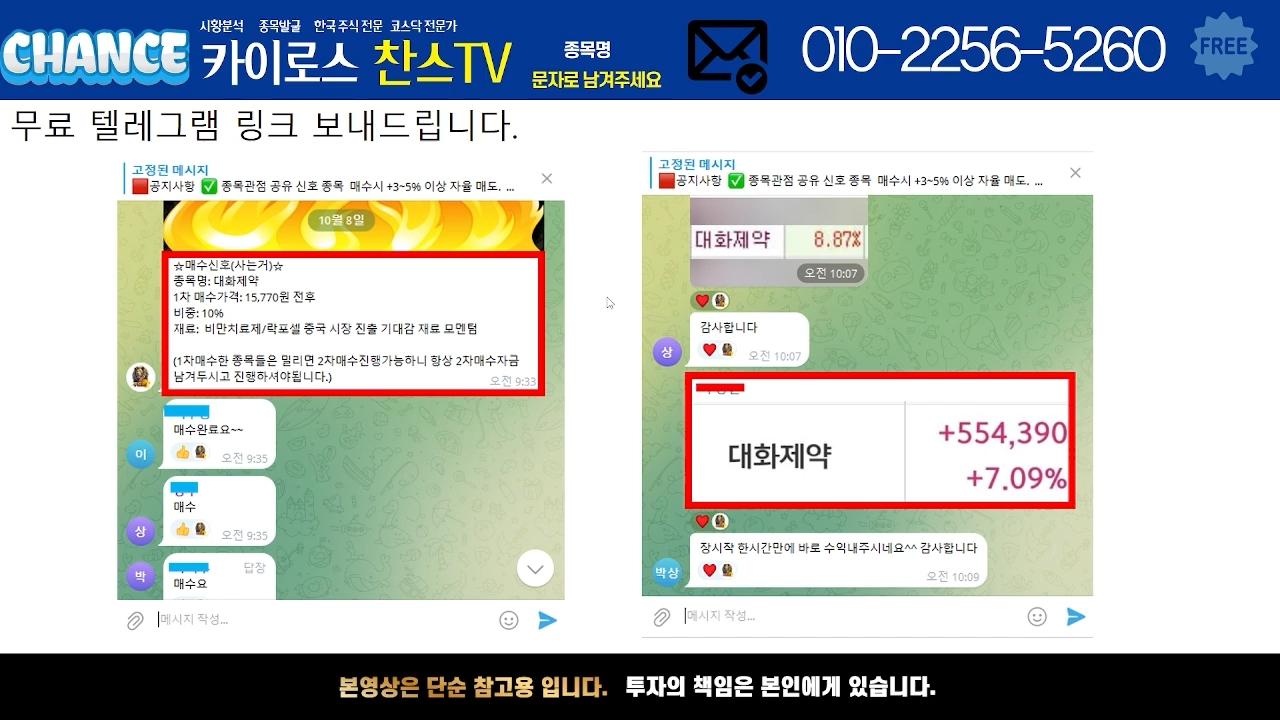 CHANCE
시황분석 종목발굴 한국 주식 전문 코스닥 전문가
카이로스 찬스TV
종목명
문자로 남겨주세요
010-2256-5260
FREE
무료 텔레그램 링크 보내드립니다.
고정된 메시지
🟥공지사항 ✅ 종목관점 공유 신호 종목 매수시 +3~5% 이상 자율 매도. ...
10월 8일
☆매수신호(사는거)☆
종목명: 대화제약
1차 매수가격: 15,770원 전후
비중: 10%
재료: 비만치료제/락포셀 중국 시장 진출 기대감 재료 모멘텀
(1차매수한 종목들은 밀리면 2차매수진행가능하니 항상 2차매수자금
남겨두시고 진행하셔야됩니다.)
오전 9:33
이
매수완료요~~
오전 9:35
상
매수
오전 9:35
박
답장
매수요
메시지 작성...
고정된 메시지
🟥공지사항 ✅ 종목관점 공유 신호 종목 매수시 +3~5% 이상 자율 매도. ...
대화제약 8.87%
오전 10:07
상
감사합니다
오전 10:07
대화제약
+554,390
+7.09%
박상
장시작 한시간만에 바로 수익내주시네요^^ 감사합니다
오전 10:09
메시지 작성...
본영상은 단순 참고용 입니다. 투자의 책임은 본인에게 있습니다.